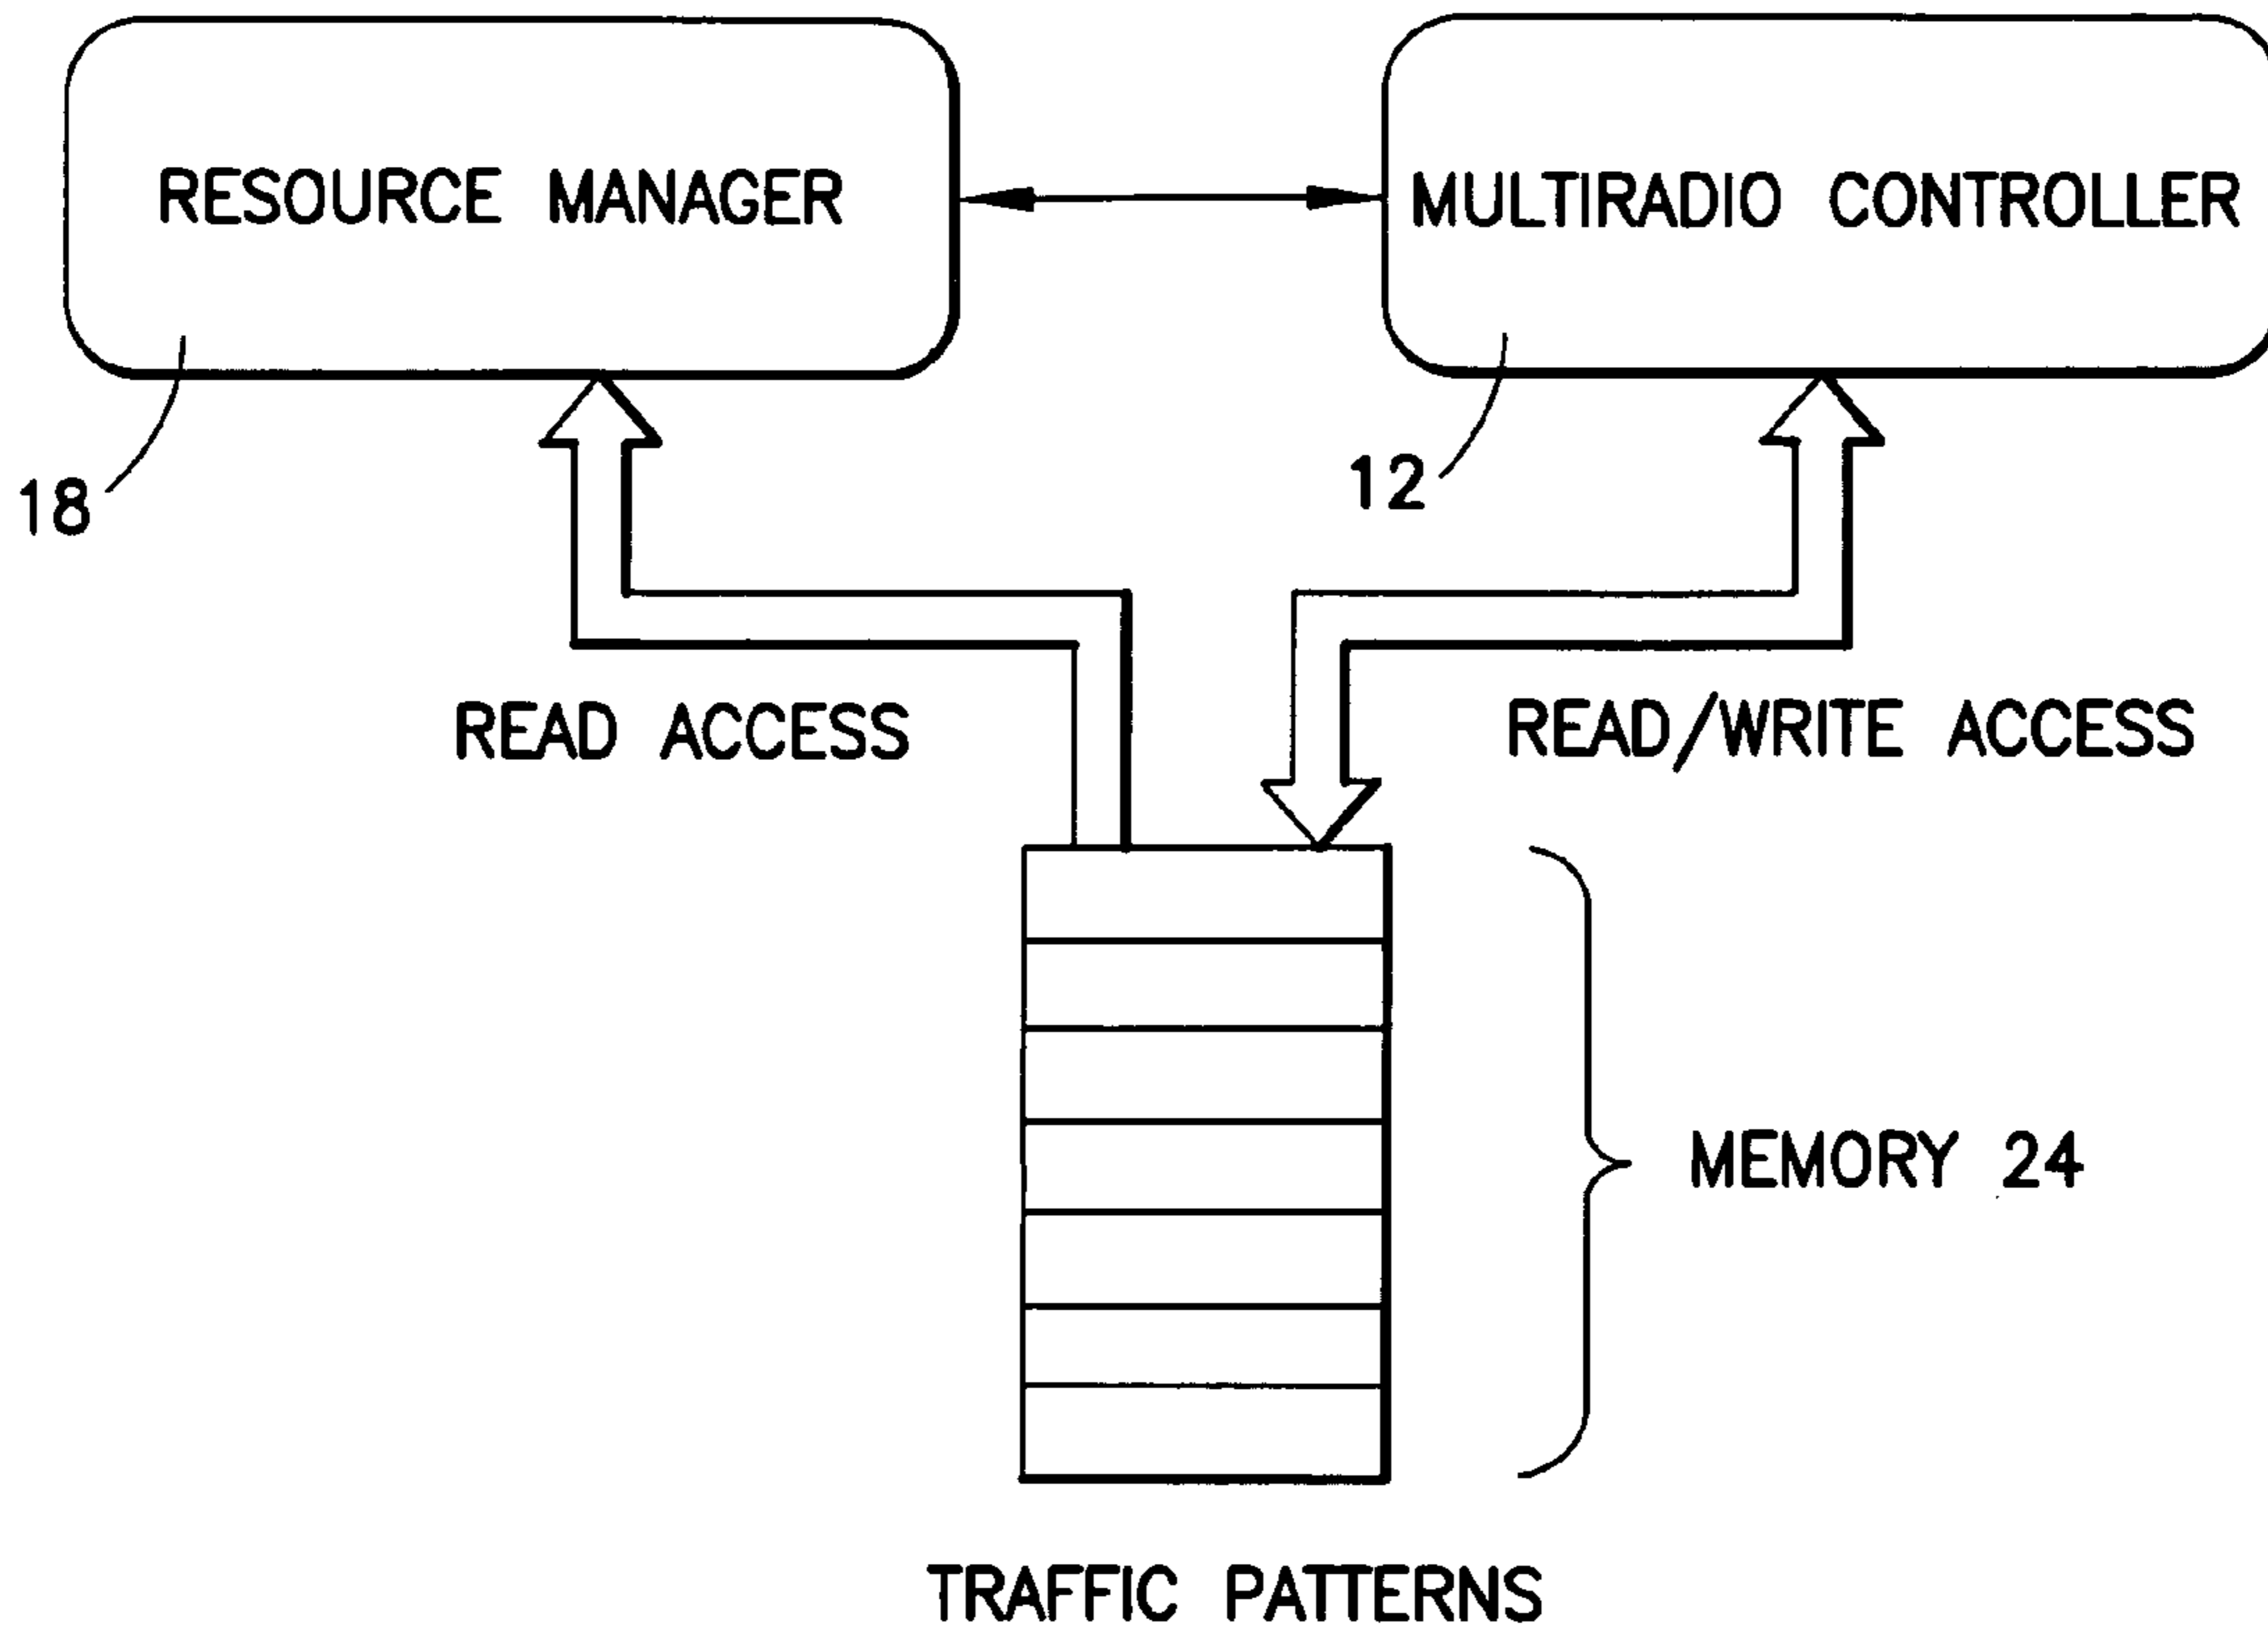 RESOURCE MANAGER
MULTIRADIO CONTROLLER
18
12
READ ACCESS
READ/WRITE ACCESS
MEMORY 24
TRAFFIC PATTERNS